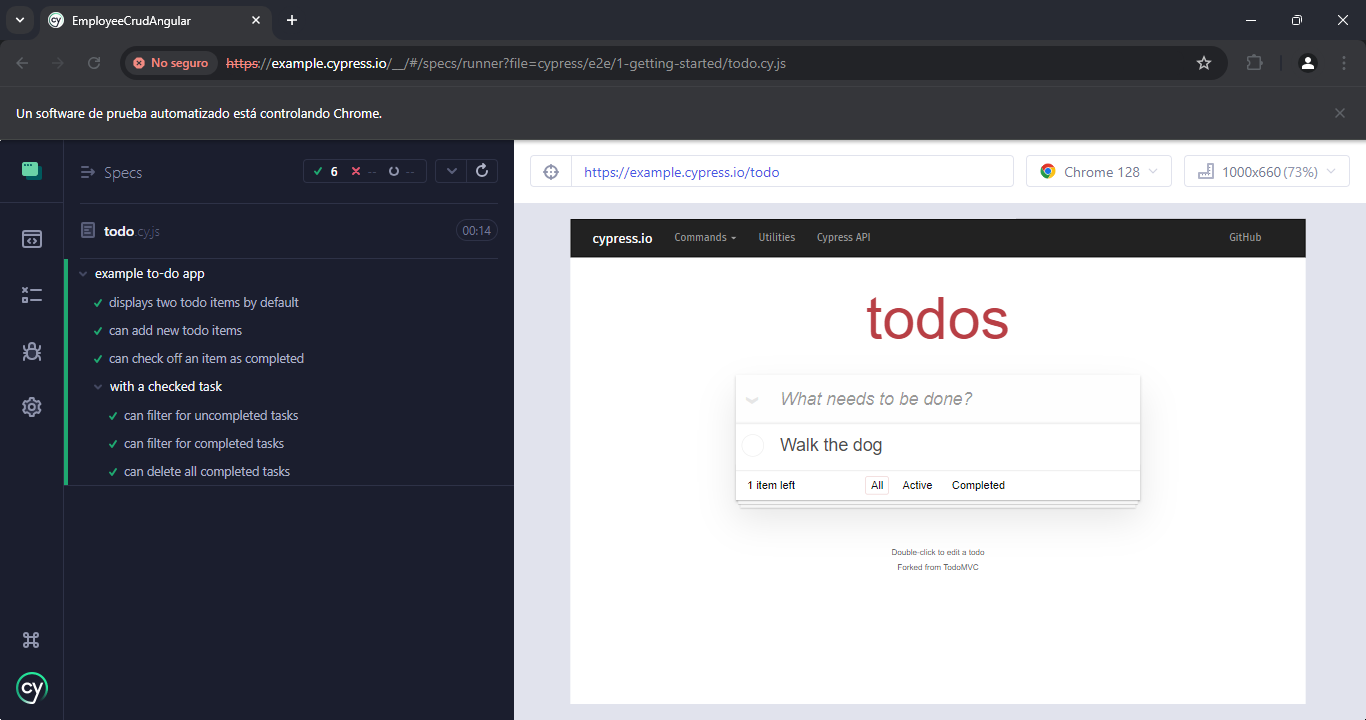 EmployeeCrudAngular
No seguro https://example.cypress.io/__/#/specs/runner?file=cypress/e2e/1-getting-started/todo.cy.js
Un software de prueba automatizado está controlando Chrome.
Specs
6 -- --
todo.cy.js
00:14
example to-do app
displays two todo items by default
can add new todo items
can check off an item as completed
with a checked task
can filter for uncompleted tasks
can filter for completed tasks
can delete all completed tasks
cy
https://example.cypress.io/todo
Chrome 128
1000x660 (73%)
cypress.io Commands Utilities Cypress API GitHub
todos
What needs to be done?
Walk the dog
1 item left All Active Completed
Double-click to edit a todo
Forked from TodoMVC